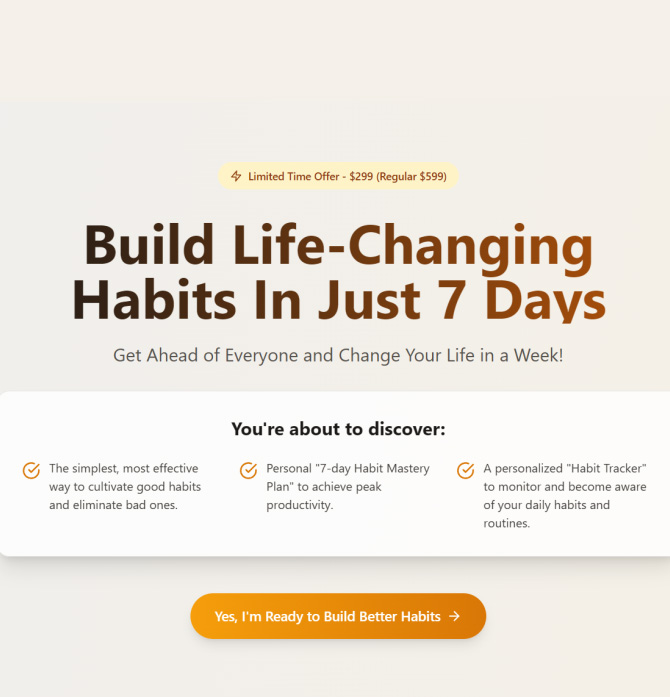 Limited Time Offer - $299 (Regular $599)
Build Life-Changing
Habits In Just 7 Days
Get Ahead of Everyone and Change Your Life in a Week!
You're about to discover:
The simplest, most effective
way to cultivate good habits
and eliminate bad ones.
Personal "7-day Habit Mastery
Plan" to achieve peak
productivity.
A personalized "Habit Tracker"
to monitor and become aware
of your daily habits and
routines.
Yes, I'm Ready to Build Better Habits